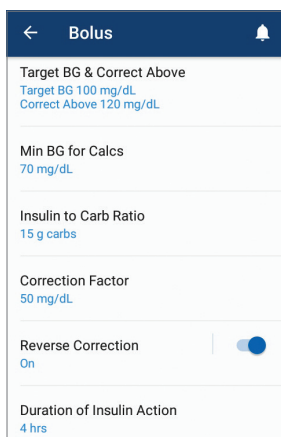 Bolus
Target BG & Correct Above
Target BG 100 mg/dL
Correct Above 120 mg/dL
Min BG for Calcs
70 mg/dL
Insulin to Carb Ratio
15 g carbs
Correction Factor
50 mg/dL
Reverse Correction
On
Duration of Insulin Action
4 hrs